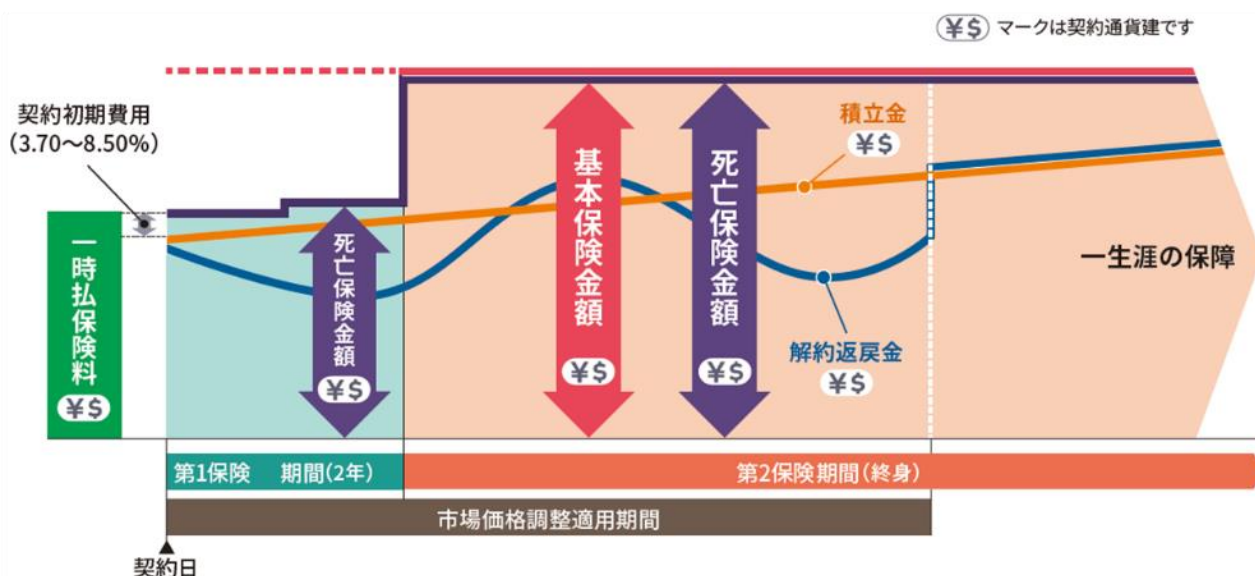 ¥$ マークは契約通貨建です
契約初期費用
(3.70〜8.50%)
一時払保険料
¥$
死亡保険金額
¥$
基本保険金額
¥$
死亡保険金額
¥$
積立金
¥$
解約返戻金
¥$
一生涯の保障
第1保険 期間(2年)
第2保険期間(終身)
市場価格調整適用期間
契約日